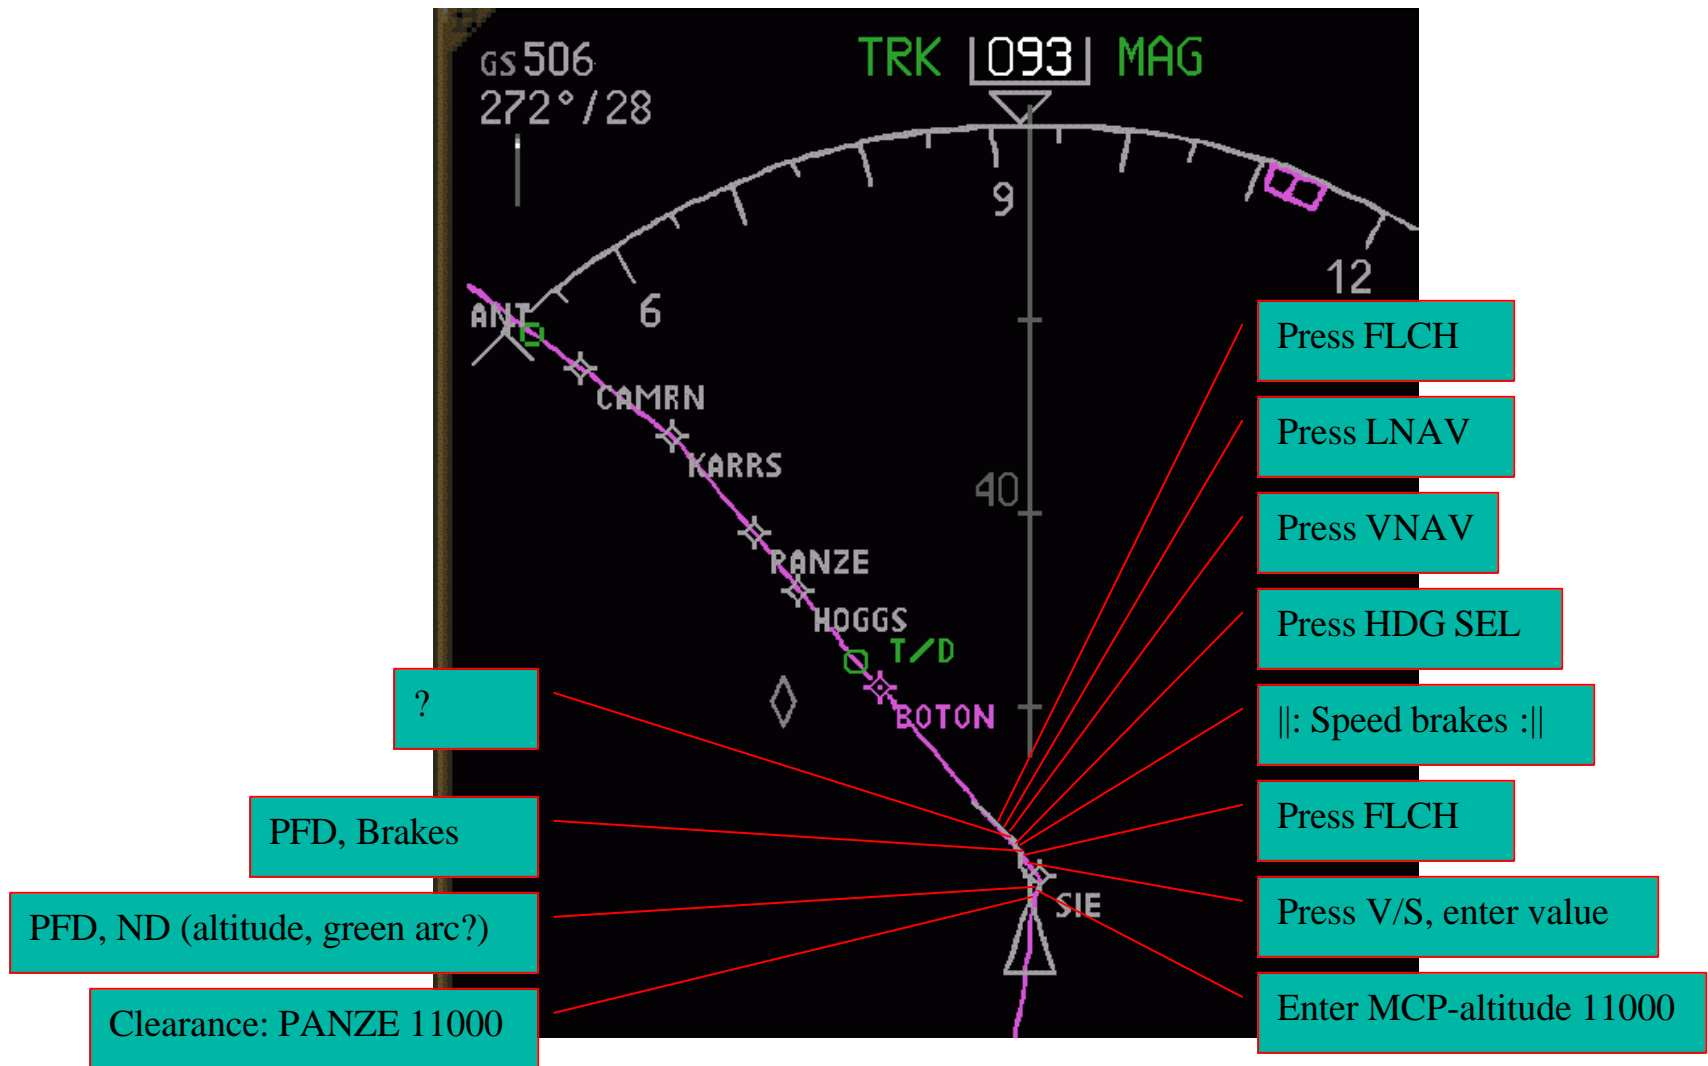 GS 506
272°/28
TRK 093 MAG
9
6
12
ANT
CAMRN
KARRS
40
PANZE
HOGGS
T/D
BOTON
SIE
?
PFD, Brakes
PFD, ND (altitude, green arc?)
Clearance: PANZE 11000
Press FLCH
Press LNAV
Press VNAV
Press HDG SEL
||: Speed brakes :||
Press FLCH
Press V/S, enter value
Enter MCP-altitude 11000